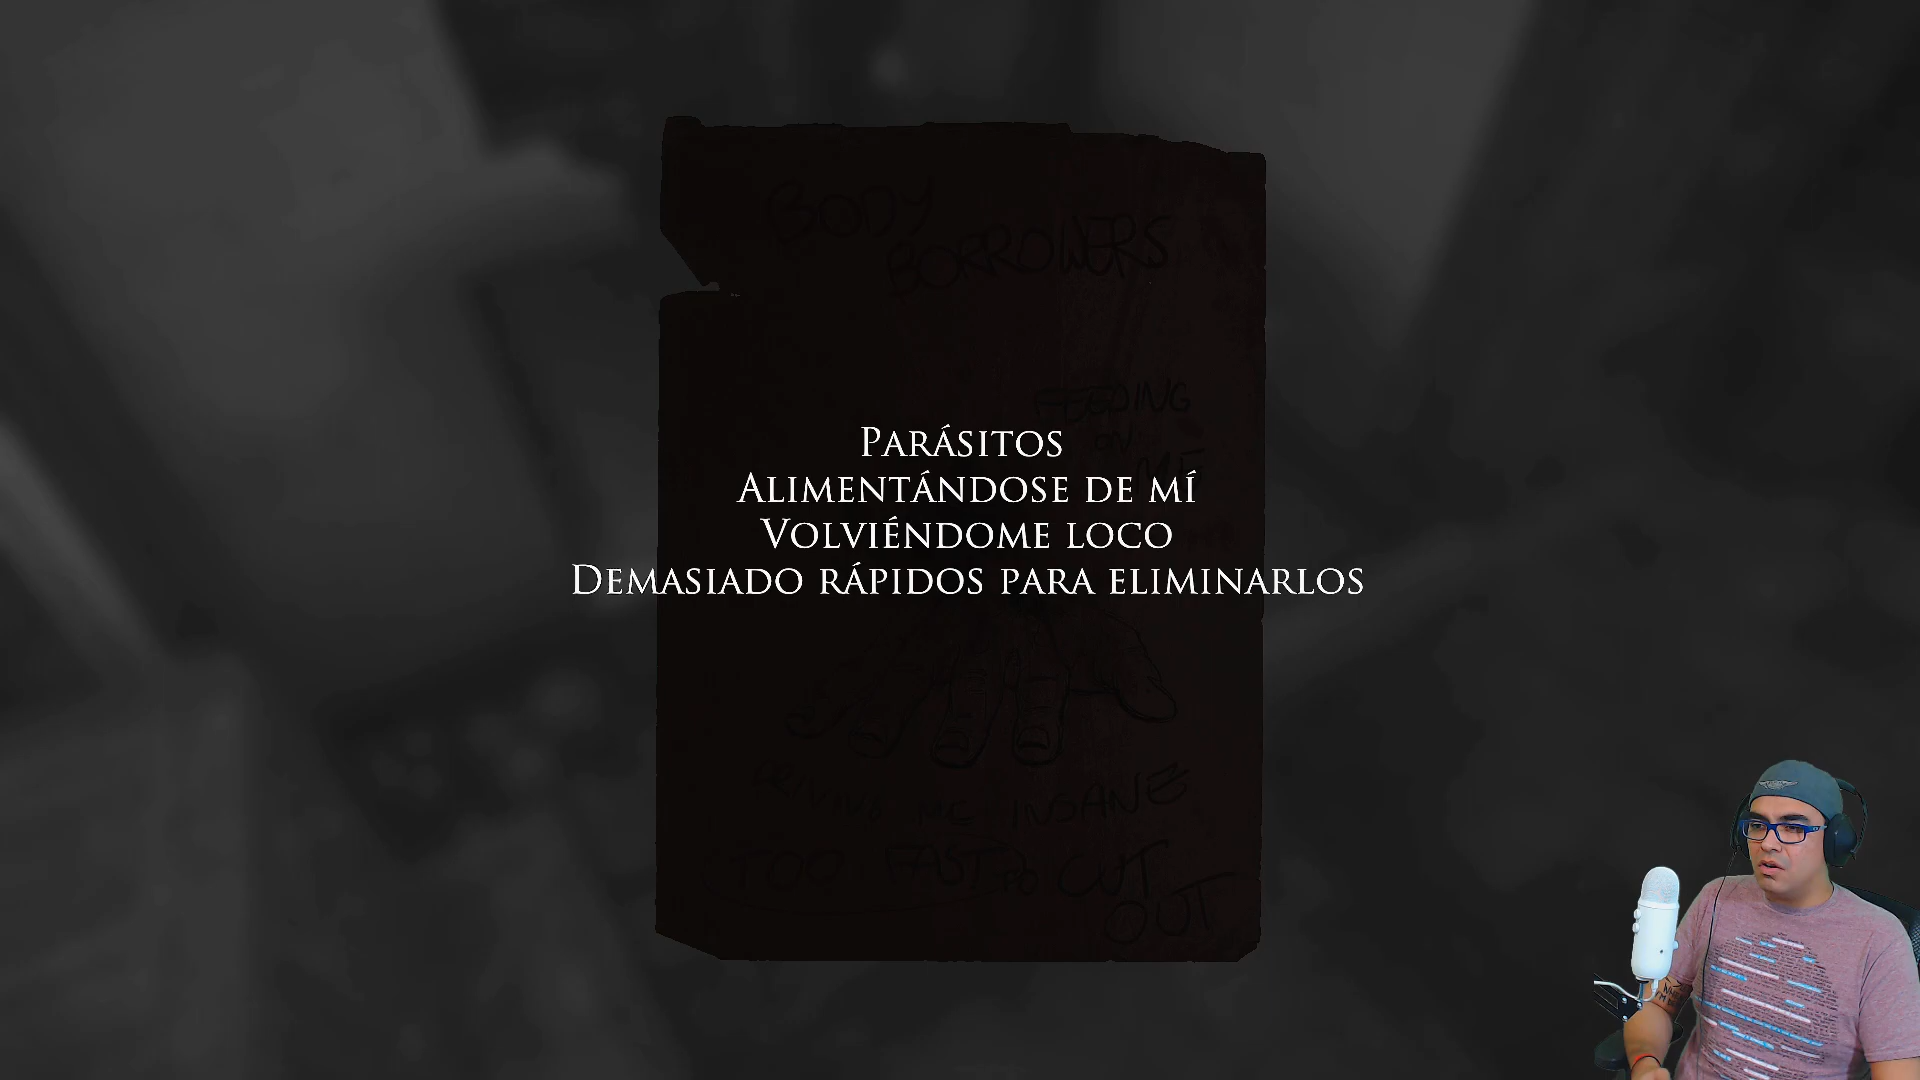 BODY
BORROWERS
FEEDING
ON
ME
Parásitos
Alimentándose de mí
Volviéndome loco
Demasiado rápidos para eliminarlos
DRIVING ME INSANE
TOO FAST TO CUT
OUT